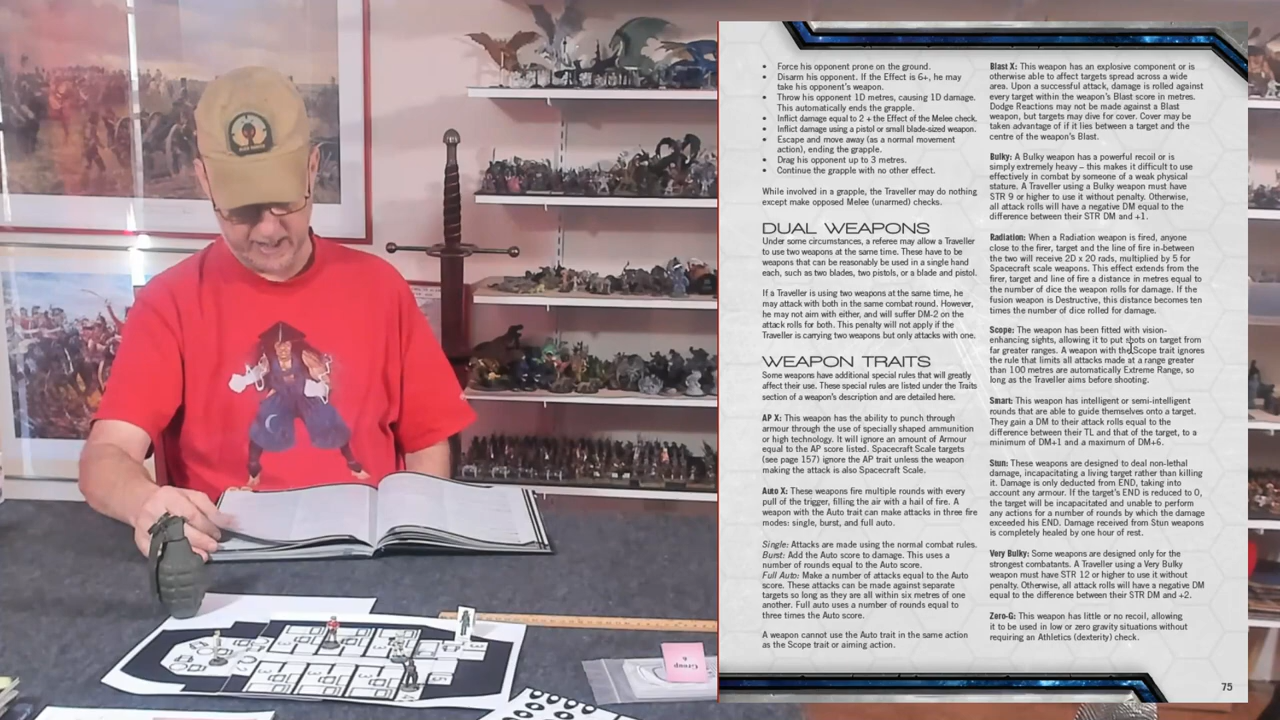 • Force his opponent prone on the ground.
• Disarm his opponent. If the Effect is 6+, he may
take his opponent's weapon.
• Throw his opponent 1D metres, causing 1D damage.
This automatically ends the grapple.
• Inflict damage equal to 2 + the Effect of the Melee check.
• Inflict damage using a pistol or small blade-sized weapon.
• Escape and move away (as a normal movement
action), ending the grapple.
• Drag his opponent up to 3 metres.
• Continue the grapple with no other effect.
While involved in a grapple, the Traveller may do nothing
except make opposed Melee (unarmed) checks.
DUAL WEAPONS
Under some circumstances, a referee may allow a Traveller
to use two weapons at the same time. These have to be
weapons that can be reasonably be used in a single hand
each, such as two blades, two pistols, or a blade and pistol.
If a Traveller is using two weapons at the same time, he
may attack with both in the same combat round. However,
he may not aim with either, and will suffer DM-2 on the
attack rolls for both. This penalty will not apply if the
Traveller is carrying two weapons but only attacks with one.
WEAPON TRAITS
Some weapons have additional special rules that will greatly
affect their use. These special rules are listed under the Traits
section of a weapon's description and are detailed here.
AP X: This weapon has the ability to punch through
armour through the use of specially shaped ammunition
or high technology. It will ignore an amount of Armour
equal to the AP score listed. Spacecraft Scale targets
(see page 157) ignore the AP trait unless the weapon
making the attack is also Spacecraft Scale.
Auto X: These weapons fire multiple rounds with every
pull of the trigger, filling the air with a hail of fire. A
weapon with the Auto trait can make attacks in three fire
modes: single, burst, and full auto.
Single: Attacks are made using the normal combat rules.
Burst: Add the Auto score to damage. This uses a
number of rounds equal to the Auto score.
Full Auto: Make a number of attacks equal to the Auto
score. These attacks can be made against separate
targets so long as they are all within six metres of one
another. Full auto uses a number of rounds equal to
three times the Auto score.
A weapon cannot use the Auto trait in the same action
as the Scope trait or aiming action.
Blast X: This weapon has an explosive component or is
otherwise able to affect targets spread across a wide
area. Upon a successful attack, damage is rolled against
every target within the weapon's Blast score in metres.
Dodge Reactions may not be made against a Blast
weapon, but targets may dive for cover. Cover may be
taken advantage of if it lies between a target and the
centre of the weapon's Blast.
Bulky: A Bulky weapon has a powerful recoil or is
simply extremely heavy – this makes it difficult to use
effectively in combat by someone of a weak physical
stature. A Traveller using a Bulky weapon must have
STR 9 or higher to use it without penalty. Otherwise,
all attack rolls will have a negative DM equal to the
difference between their STR DM and +1.
Radiation: When a Radiation weapon is fired, anyone
close to the firer, target and the line of fire in-between
the two will receive 2D x 20 rads, multiplied by 5 for
Spacecraft scale weapons. This effect extends from the
firer, target and line of fire a distance in metres equal to
the number of dice the weapon rolls for damage. If the
fusion weapon is Destructive, this distance becomes ten
times the number of dice rolled for damage.
Scope: The weapon has been fitted with vision-
enhancing sights, allowing it to put shots on target from
far greater ranges. A weapon with the Scope trait ignores
the rule that limits all attacks made at a range greater
than 100 metres are automatically Extreme Range, so
long as the Traveller aims before shooting.
Smart: This weapon has intelligent or semi-intelligent
rounds that are able to guide themselves onto a target.
They gain a DM to their attack rolls equal to the
difference between their TL and that of the target, to a
minimum of DM+1 and a maximum of DM+6.
Stun: These weapons are designed to deal non-lethal
damage, incapacitating a living target rather than killing
it. Damage is only deducted from END, taking into
account any armour. If the target's END is reduced to 0,
the target will be incapacitated and unable to perform
any actions for a number of rounds by which the damage
exceeded his END. Damage received from Stun weapons
is completely healed by one hour of rest.
Very Bulky: Some weapons are designed only for the
strongest combatants. A Traveller using a Very Bulky
weapon must have STR 12 or higher to use it without
penalty. Otherwise, all attack rolls will have a negative DM
equal to the difference between their STR DM and +2.
Zero-G: This weapon has little or no recoil, allowing
it to be used in low or zero gravity situations without
requiring an Athletics (dexterity) check.
75
Group